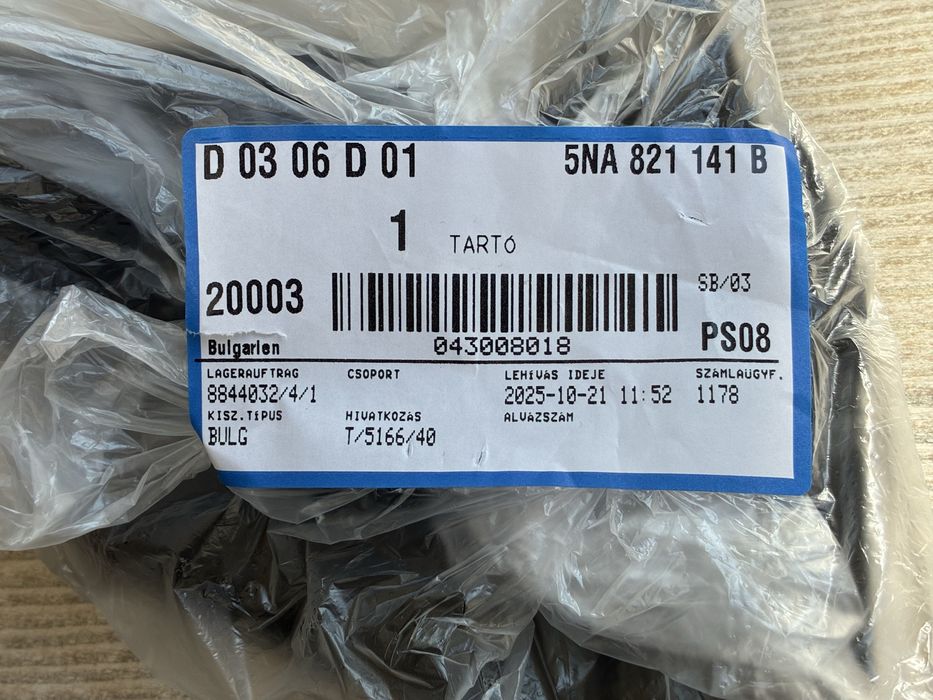 D 03 06 D 01 5NA 821 141 B
1 TARTÓ
20003 SB/03
Bulgarien 043008018 PS08
LAGERAUFTRAG CSOPORT LEHÍVÁS IDEJE SZÁMLAÜGYF.
8844032/4/1 2025-10-21 11:52 1178
KISZ.TÍPUS HIVATKOZÁS ALVÁZSZÁM
BULG T/5166/40